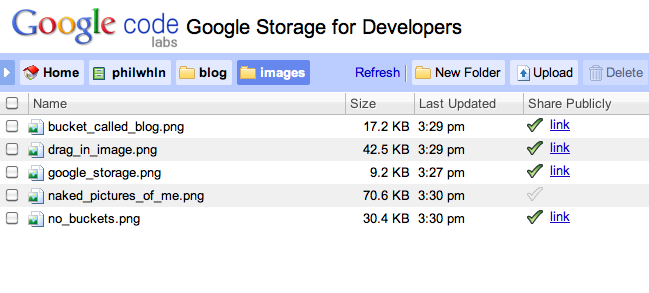 Google code labs Google Storage for Developers
Home philwhln blog images Refresh New Folder Upload Delete
Name Size Last Updated Share Publicly
bucket_called_blog.png 17.2 KB 3:29 pm link
drag_in_image.png 42.5 KB 3:29 pm link
google_storage.png 9.2 KB 3:27 pm link
naked_pictures_of_me.png 70.6 KB 3:30 pm
no_buckets.png 30.4 KB 3:30 pm link